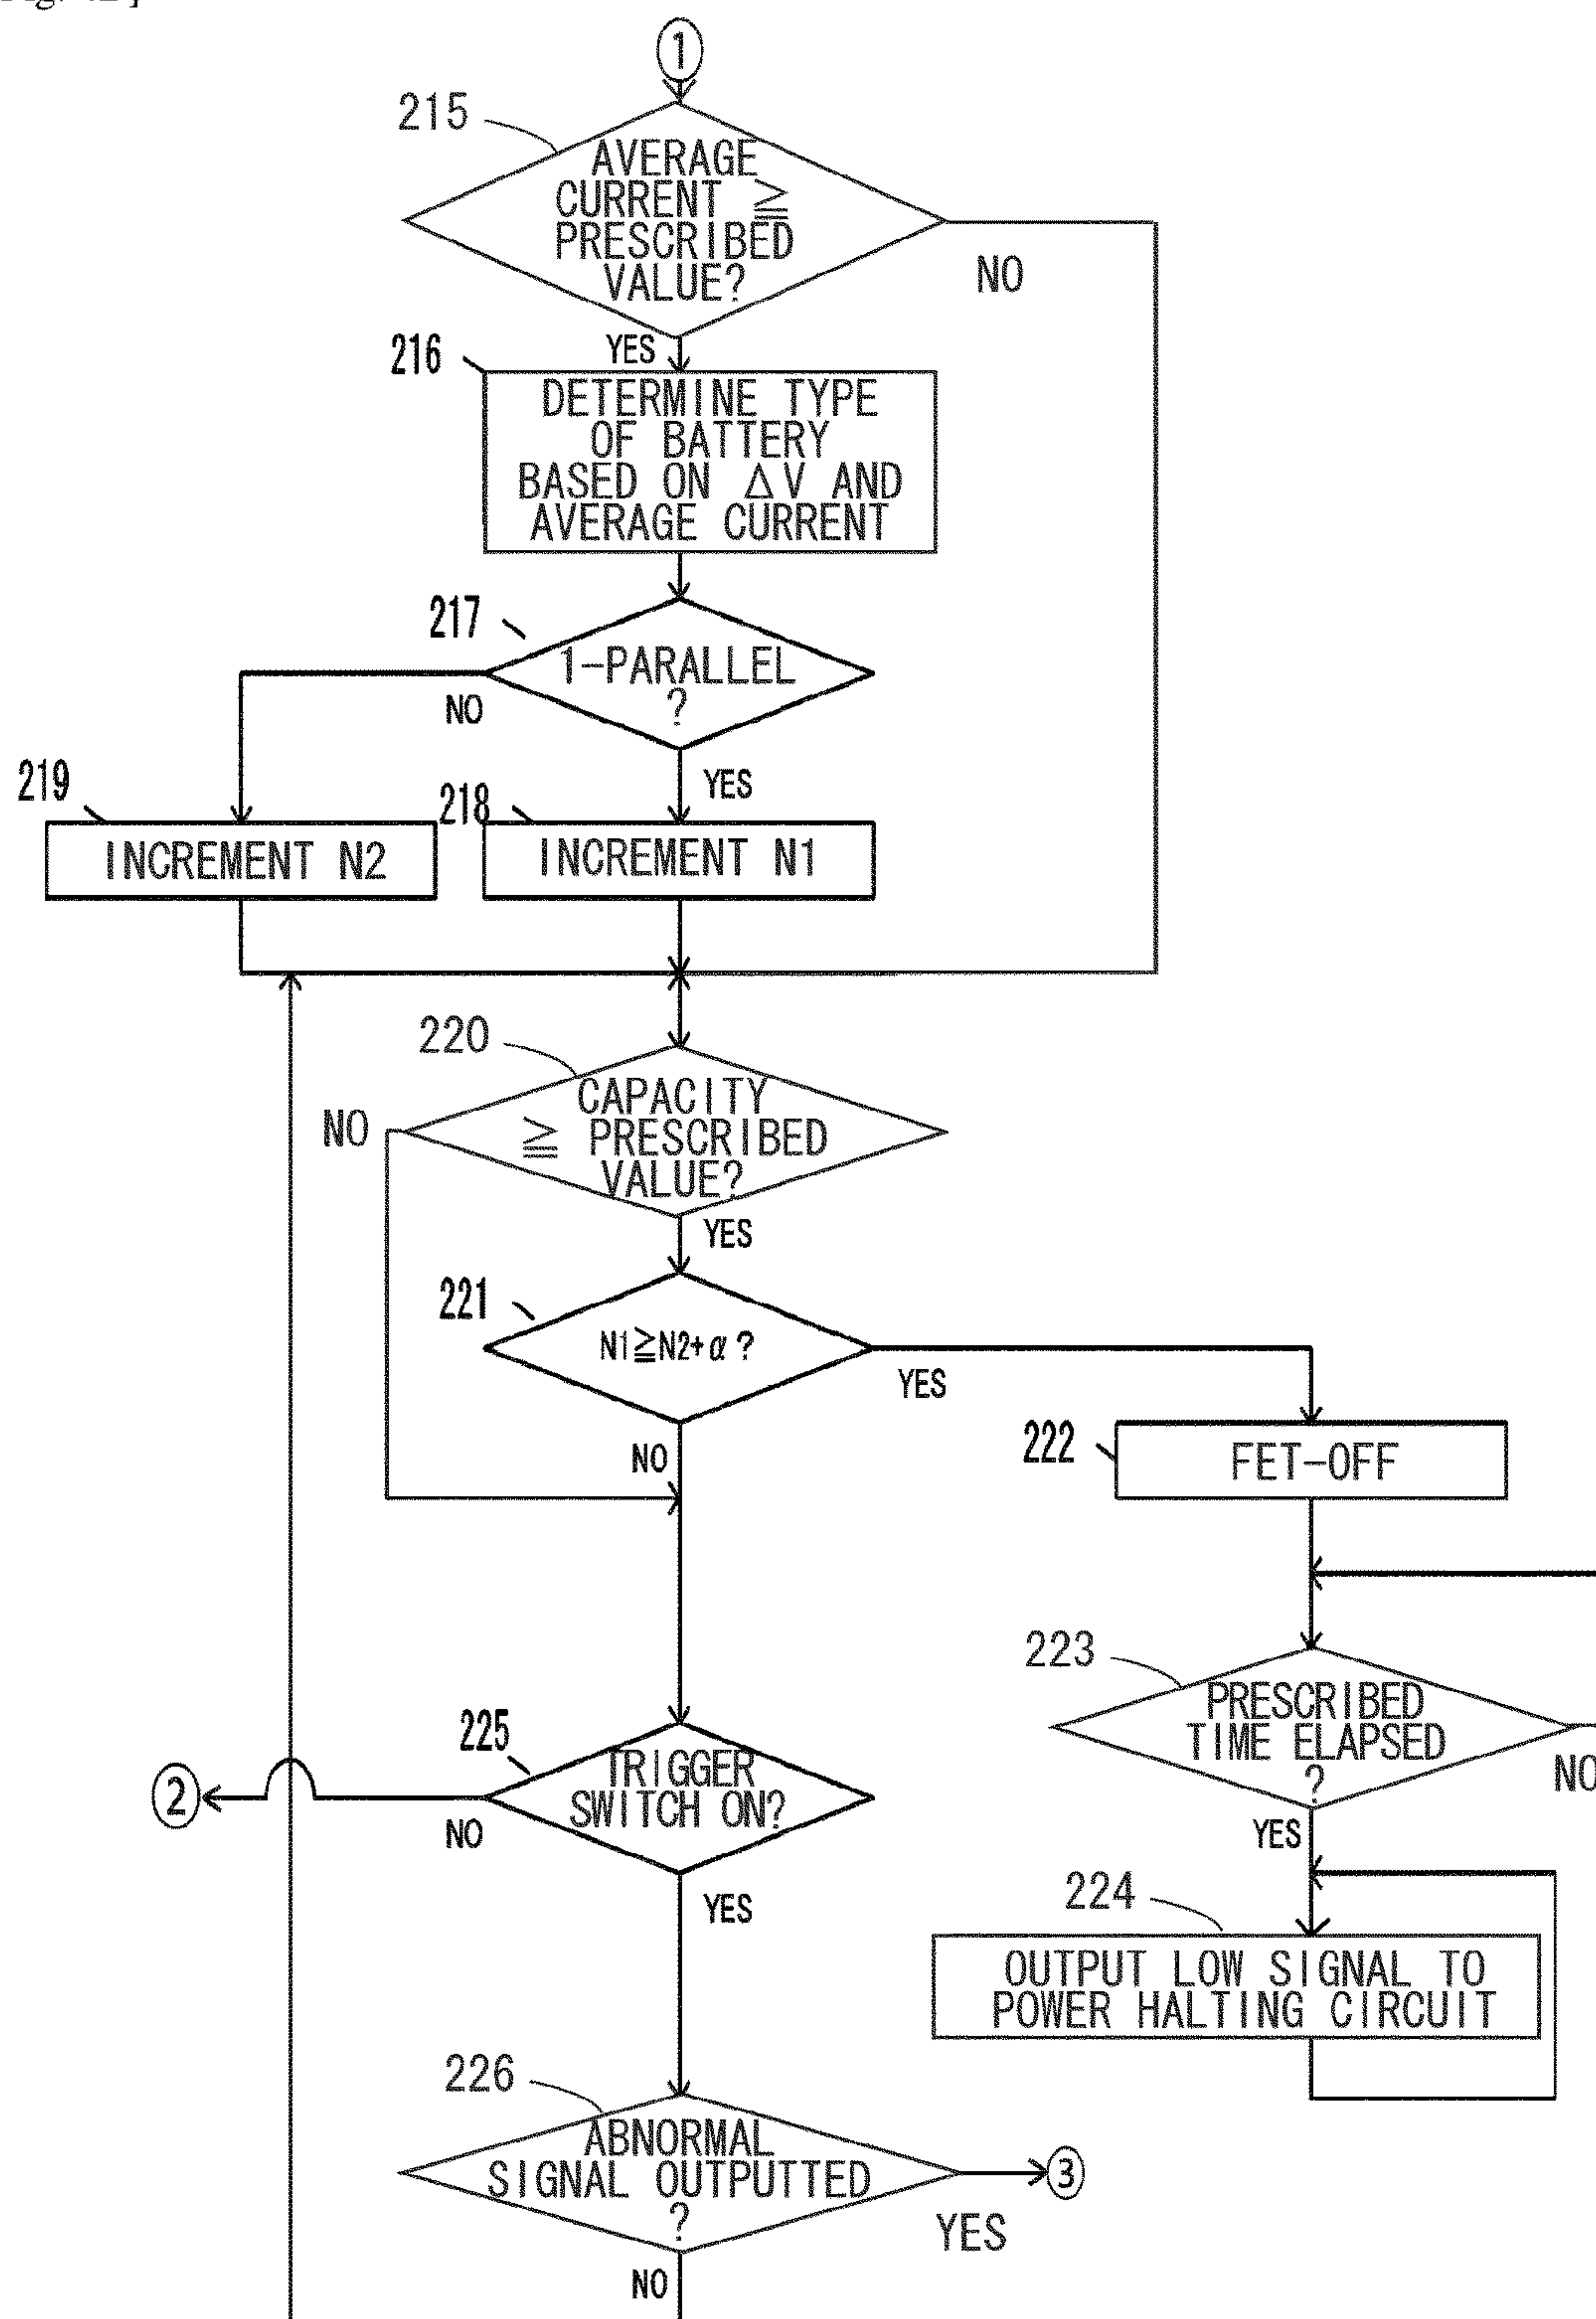 1
215
AVERAGE
CURRENT ≧
PRESCRIBED
VALUE?
NO
YES
216
DETERMINE TYPE
OF BATTERY
BASED ON ΔV AND
AVERAGE CURRENT
217
1-PARALLEL
?
NO
YES
219
218
INCREMENT N2
INCREMENT N1
220
CAPACITY
≧ PRESCRIBED
VALUE?
NO
YES
221
N1≧N2+α?
YES
NO
222
FET-OFF
223
PRESCRIBED
TIME ELAPSED
?
NO
YES
225
TRIGGER
SWITCH ON?
2
NO
YES
224
OUTPUT LOW SIGNAL TO
POWER HALTING CIRCUIT
226
ABNORMAL
SIGNAL OUTPUTTED
?
3
YES
NO